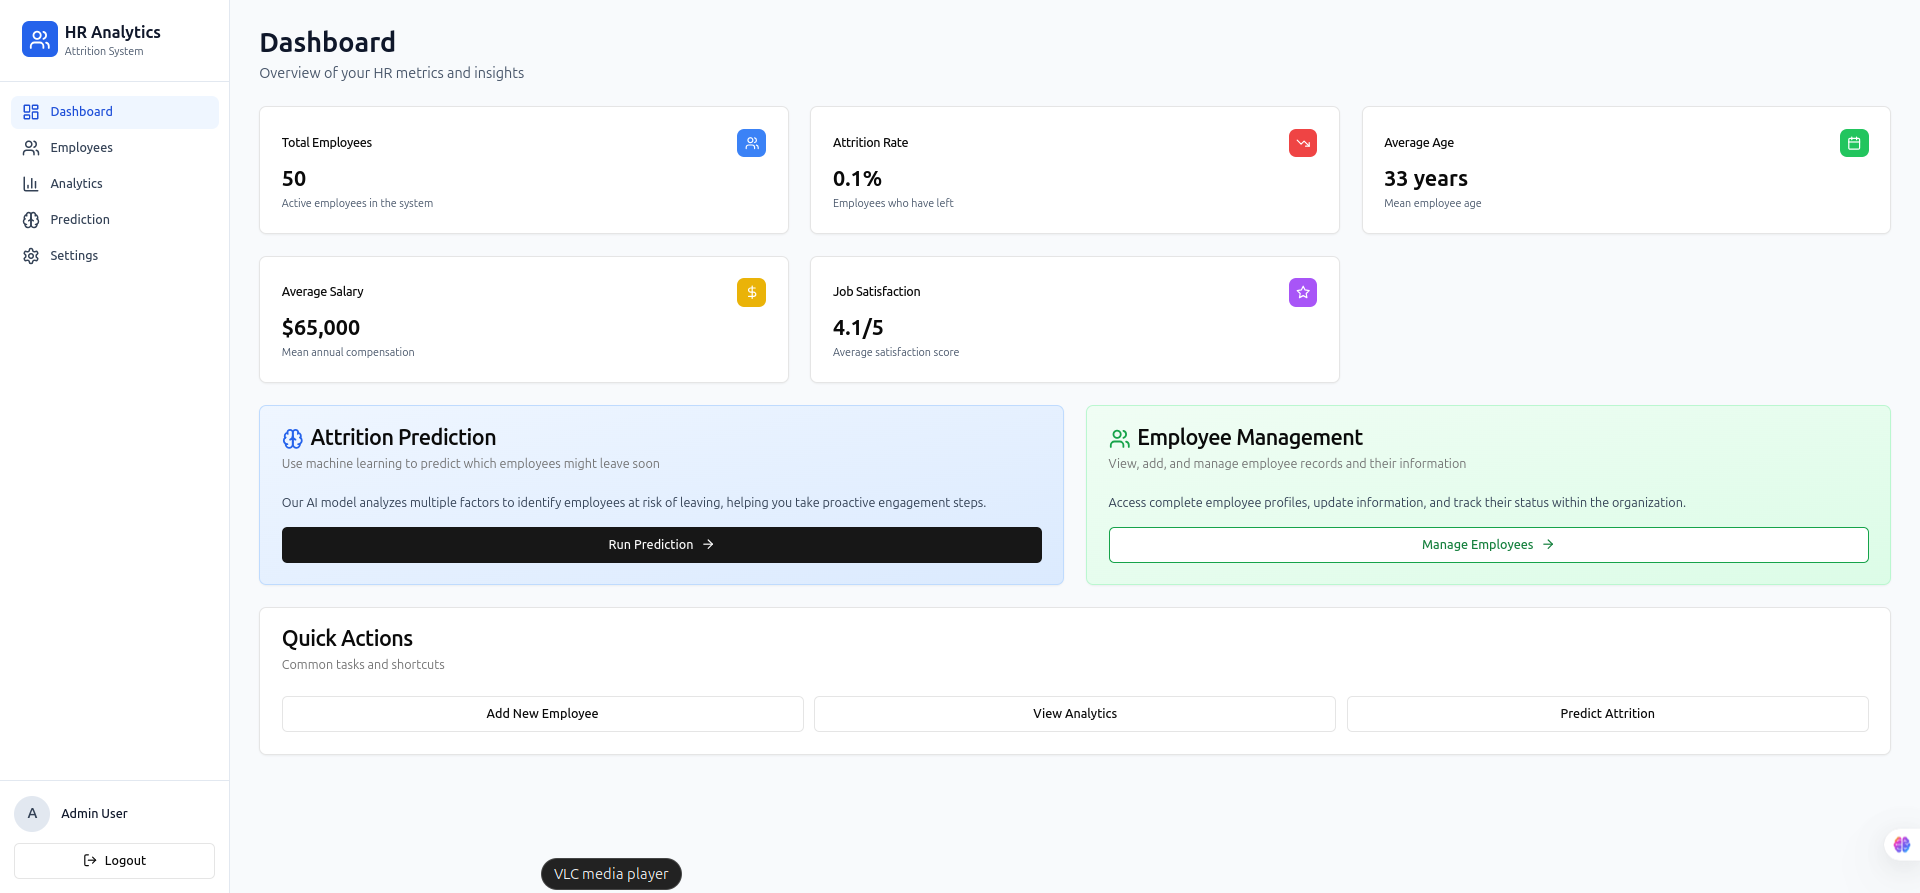 HR Analytics
Attrition System
Dashboard
Employees
Analytics
Prediction
Settings
A
Admin User
Logout
Dashboard
Overview of your HR metrics and insights
Total Employees
50
Active employees in the system
Attrition Rate
0.1%
Employees who have left
Average Age
33 years
Mean employee age
Average Salary
$
$65,000
Mean annual compensation
Job Satisfaction
4.1/5
Average satisfaction score
Attrition Prediction
Use machine learning to predict which employees might leave soon
Our AI model analyzes multiple factors to identify employees at risk of leaving, helping you take proactive engagement steps.
Run Prediction →
Employee Management
View, add, and manage employee records and their information
Access complete employee profiles, update information, and track their status within the organization.
Manage Employees →
Quick Actions
Common tasks and shortcuts
Add New Employee
View Analytics
Predict Attrition
VLC media player